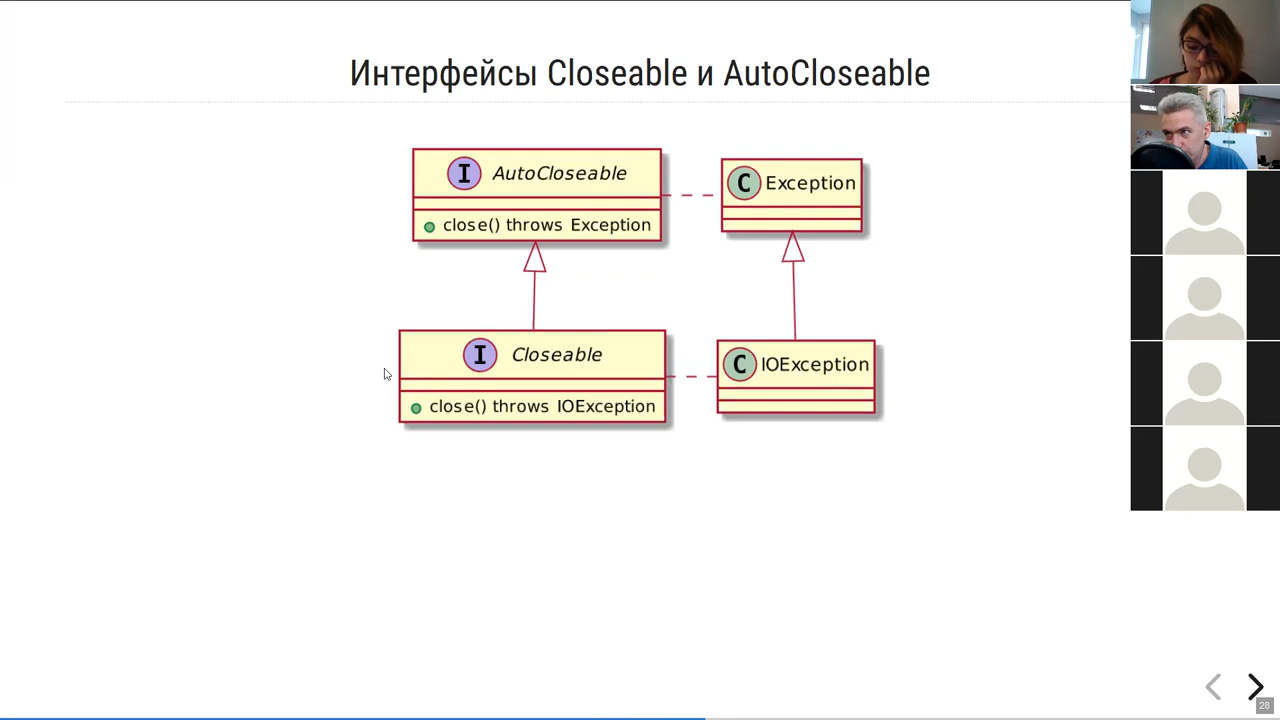 Интерфейсы Closeable и AutoCloseable
I AutoCloseable
close() throws Exception
C Exception
I Closeable
close() throws IOException
C IOException
28